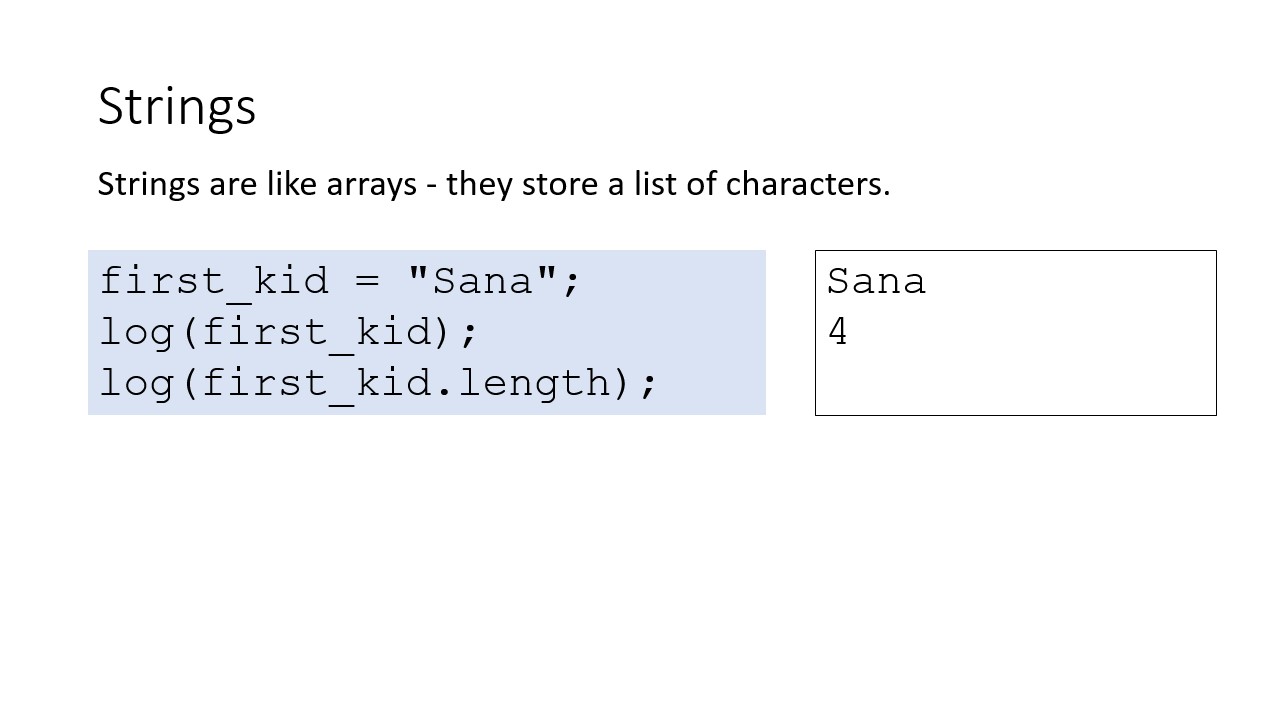 Strings
Strings are like arrays - they store a list of characters.
first_kid = "Sana";
log(first_kid);
log(first_kid.length);
Sana
4